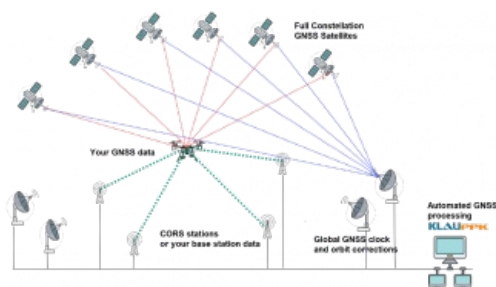 Full Constellation
GNSS Satellites
Your GNSS data
CORS stations
or your base station data
Global GNSS clock
and orbit corrections
Automated GNSS
processing
KLAUPPK